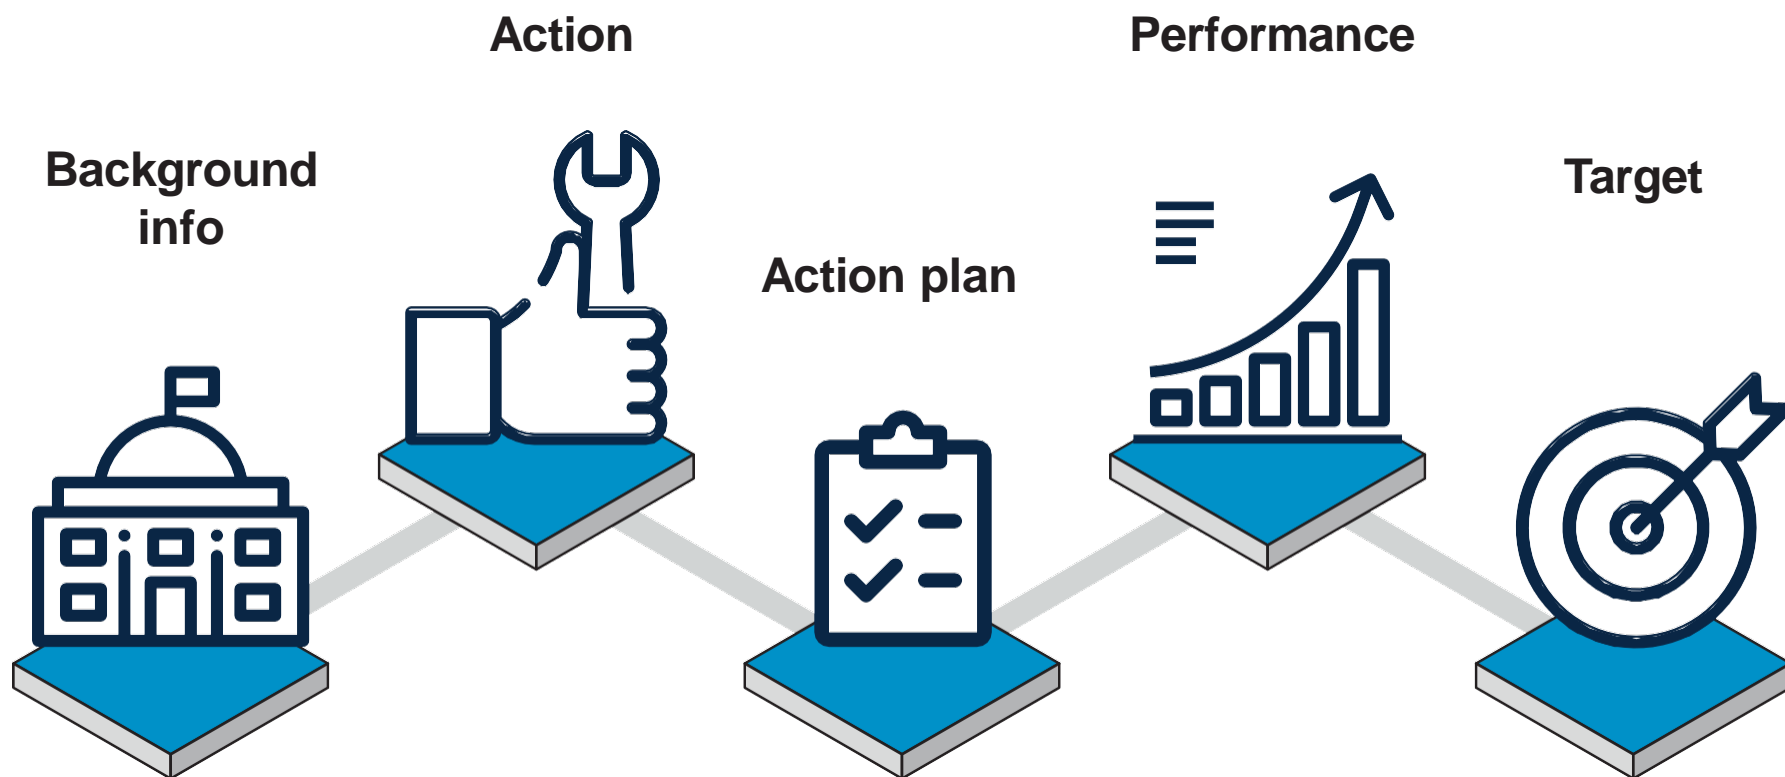 Background
info
Action
Action plan
Performance
Target